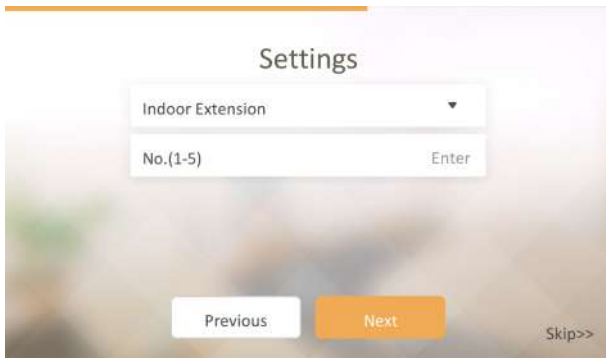 Settings
Indoor Extension
No.(1-5) Enter
Previous Next
Skip>>